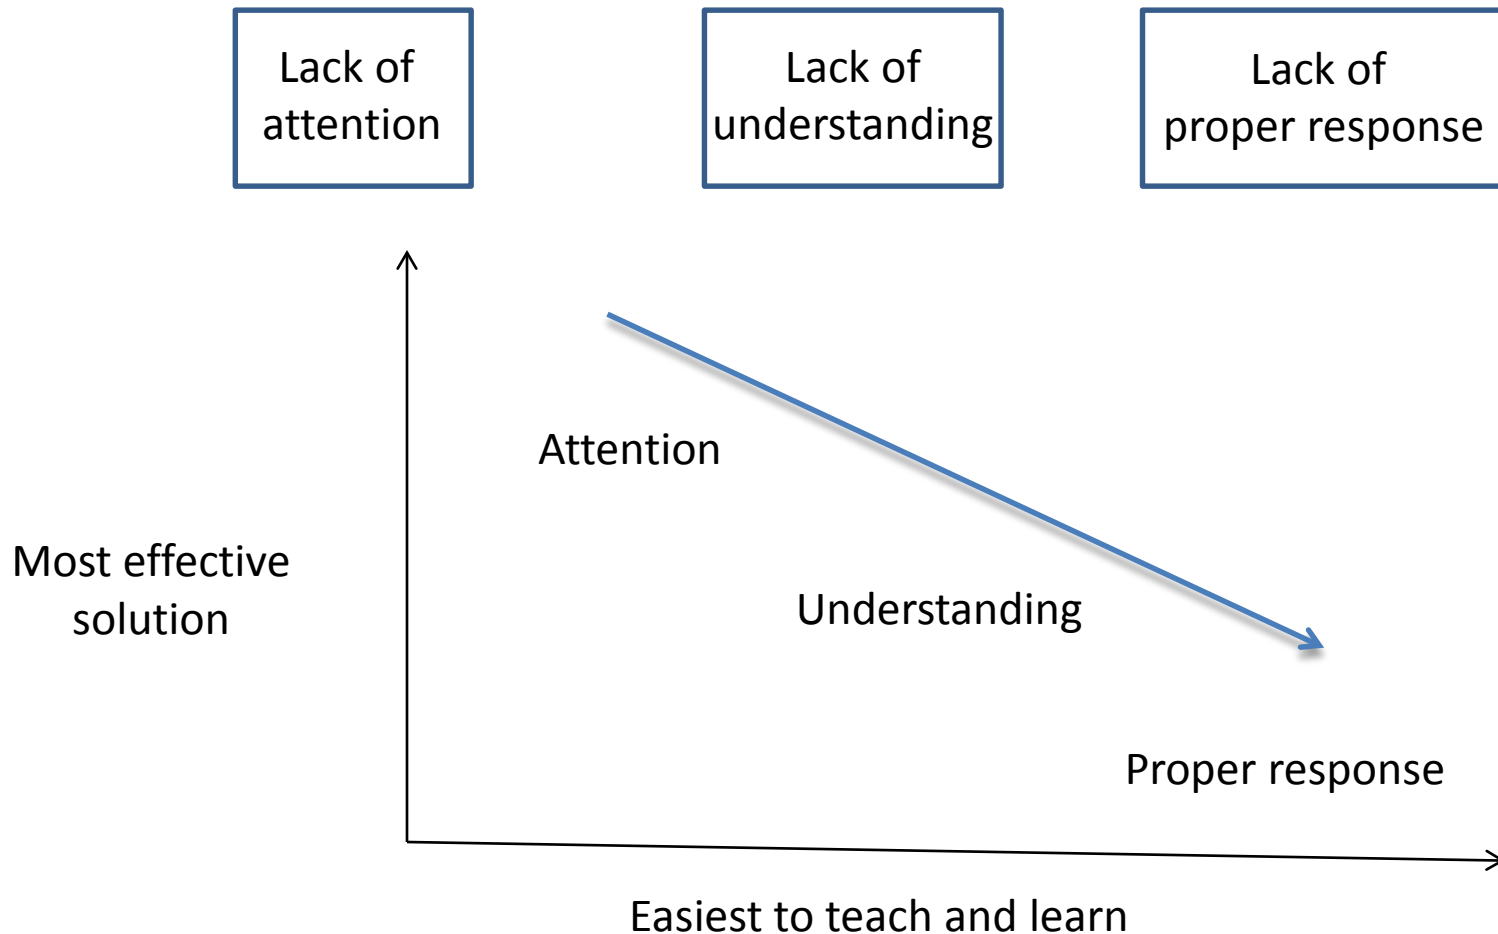 Lack of
attention
Lack of
understanding
Lack of
proper response
Attention
Most effective
solution
Understanding
Proper response
Easiest to teach and learn